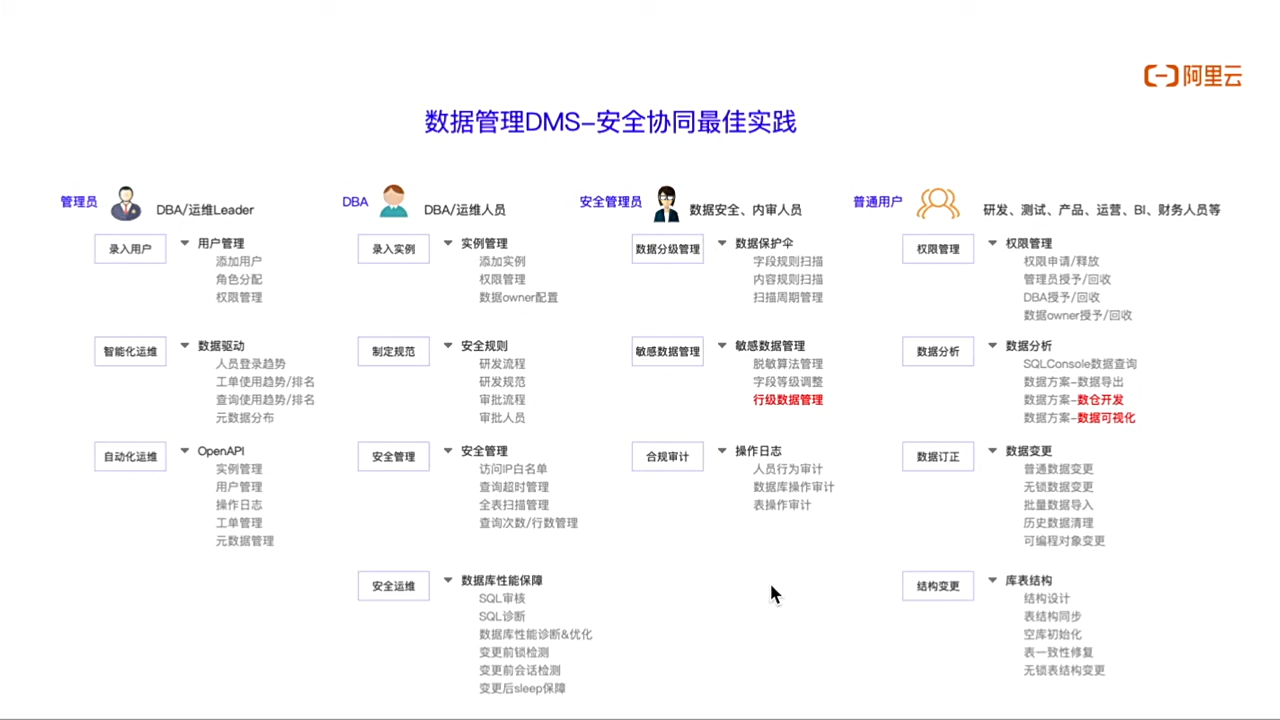 阿里云
数据管理DMS-安全协同最佳实践
管理员
DBA/运维Leader
录入用户
用户管理
添加用户
角色分配
权限管理
智能化运维
数据驱动
人员登录趋势
工单使用趋势/排名
查询使用趋势/排名
元数据分布
自动化运维
OpenAPI
实例管理
用户管理
操作日志
工单管理
元数据管理
DBA
DBA/运维人员
录入实例
实例管理
添加实例
权限管理
数据owner配置
制定规范
安全规则
研发流程
研发规范
审批流程
审批人员
安全管理
安全管理
访问IP白名单
查询超时管理
全表扫描管理
查询次数/行数管理
安全运维
数据库性能保障
SQL审核
SQL诊断
数据库性能诊断&优化
变更前锁检测
变更前会话检测
变更后sleep保障
安全管理员
数据安全、内审人员
数据分级管理
数据保护伞
字段规则扫描
内容规则扫描
扫描周期管理
敏感数据管理
敏感数据管理
脱敏算法管理
字段等级调整
行级数据管理
合规审计
操作日志
人员行为审计
数据库操作审计
表操作审计
普通用户
研发、测试、产品、运营、BI、财务人员等
权限管理
权限管理
权限申请/释放
管理员授予/回收
DBA授予/回收
数据owner授予/回收
数据分析
数据分析
SQLConsole数据查询
数据方案-数据导出
数据方案-数仓开发
数据方案-数据可视化
数据订正
数据变更
普通数据变更
无锁数据变更
批量数据导入
历史数据清理
可编程对象变更
结构变更
库表结构
结构设计
表结构同步
空库初始化
表一致性修复
无锁表结构变更